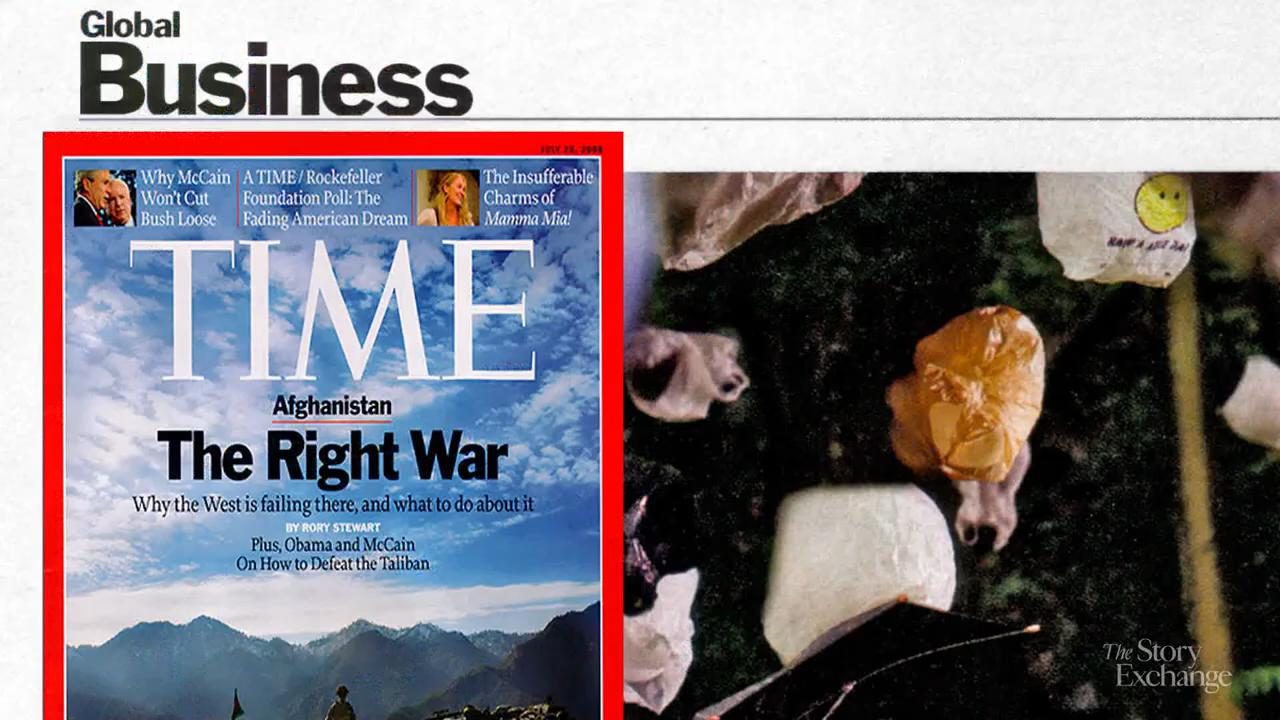 Global
Business
JULY 28, 2008
Why McCain
Won't Cut
Bush Loose
A TIME / Rockefeller
Foundation Poll: The
Fading American Dream
The Insufferable
Charms of
Mamma Mia!
TIME
Afghanistan
The Right War
Why the West is failing there, and what to do about it
BY RORY STEWART
Plus, Obama and McCain
On How to Defeat the Taliban
HAVE A NICE DAY
The Story
Exchange